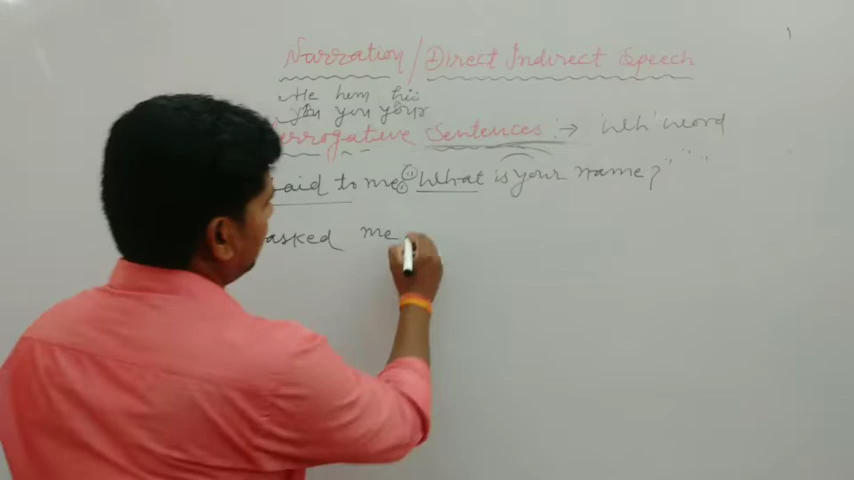 Narration / Direct Indirect Speech
He him his
You you your
errogative Sentences :→ 'Wh' word
said to me, "What is your name?"
asked me